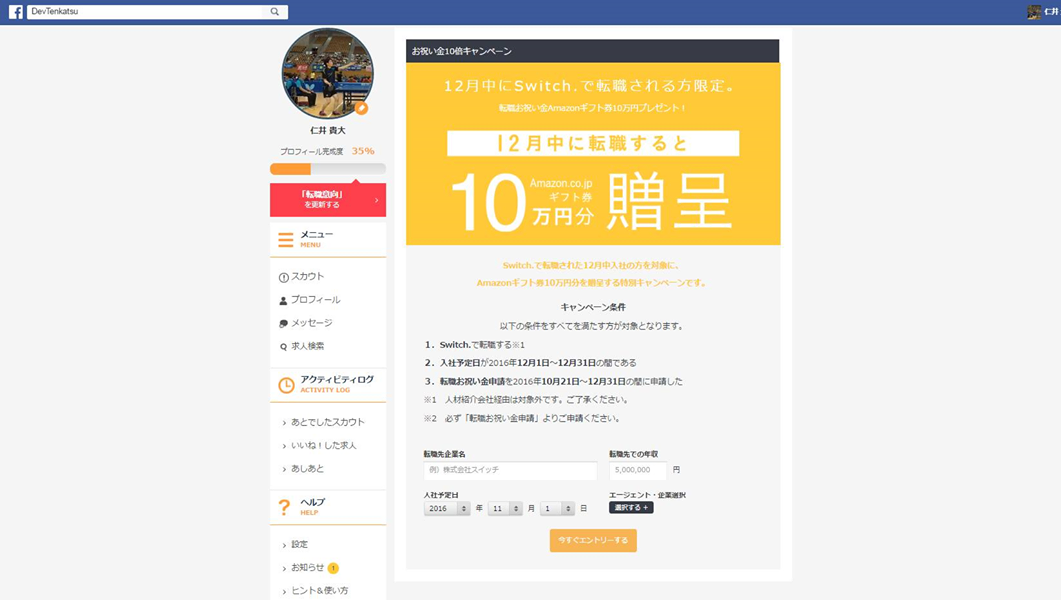 DevTenkatsu
仁井
仁井 貴大
プロフィール完成度 35%
「転職意向」
を更新する
メニュー
MENU
スカウト
プロフィール
メッセージ
求人検索
アクティビティログ
ACTIVITY LOG
あとでしたスカウト
いいね！した求人
あしあと
ヘルプ
HELP
設定
お知らせ
ヒント＆使い方
お祝い金10倍キャンペーン
12月中にSwitch.で転職される方限定。
転職お祝い金Amazonギフト券10万円プレゼント！
12月中に転職すると
10万円分 Amazon.co.jp ギフト券 贈呈
Switch.で転職された12月中入社の方を対象に。
Amazonギフト券10万円分を贈呈する特別キャンペーンです。
キャンペーン条件
以下の条件をすべてを満たす方が対象となります。
1．Switch.で転職する※1
2．入社予定日が2016年12月1日～12月31日の間である
3．転職お祝い金申請を2016年10月21日～12月31日の間に申請した
※1　人材紹介会社経由は対象外です。ご了承ください。
※2　必ず「転職お祝い金申請」よりご申請ください。
転職先企業名
例）株式会社スイッチ
転職先での年収
5,000,000 円
入社予定日
2016 年 11 月 1 日
エージェント・企業選択
選択する +
今すぐエントリーする